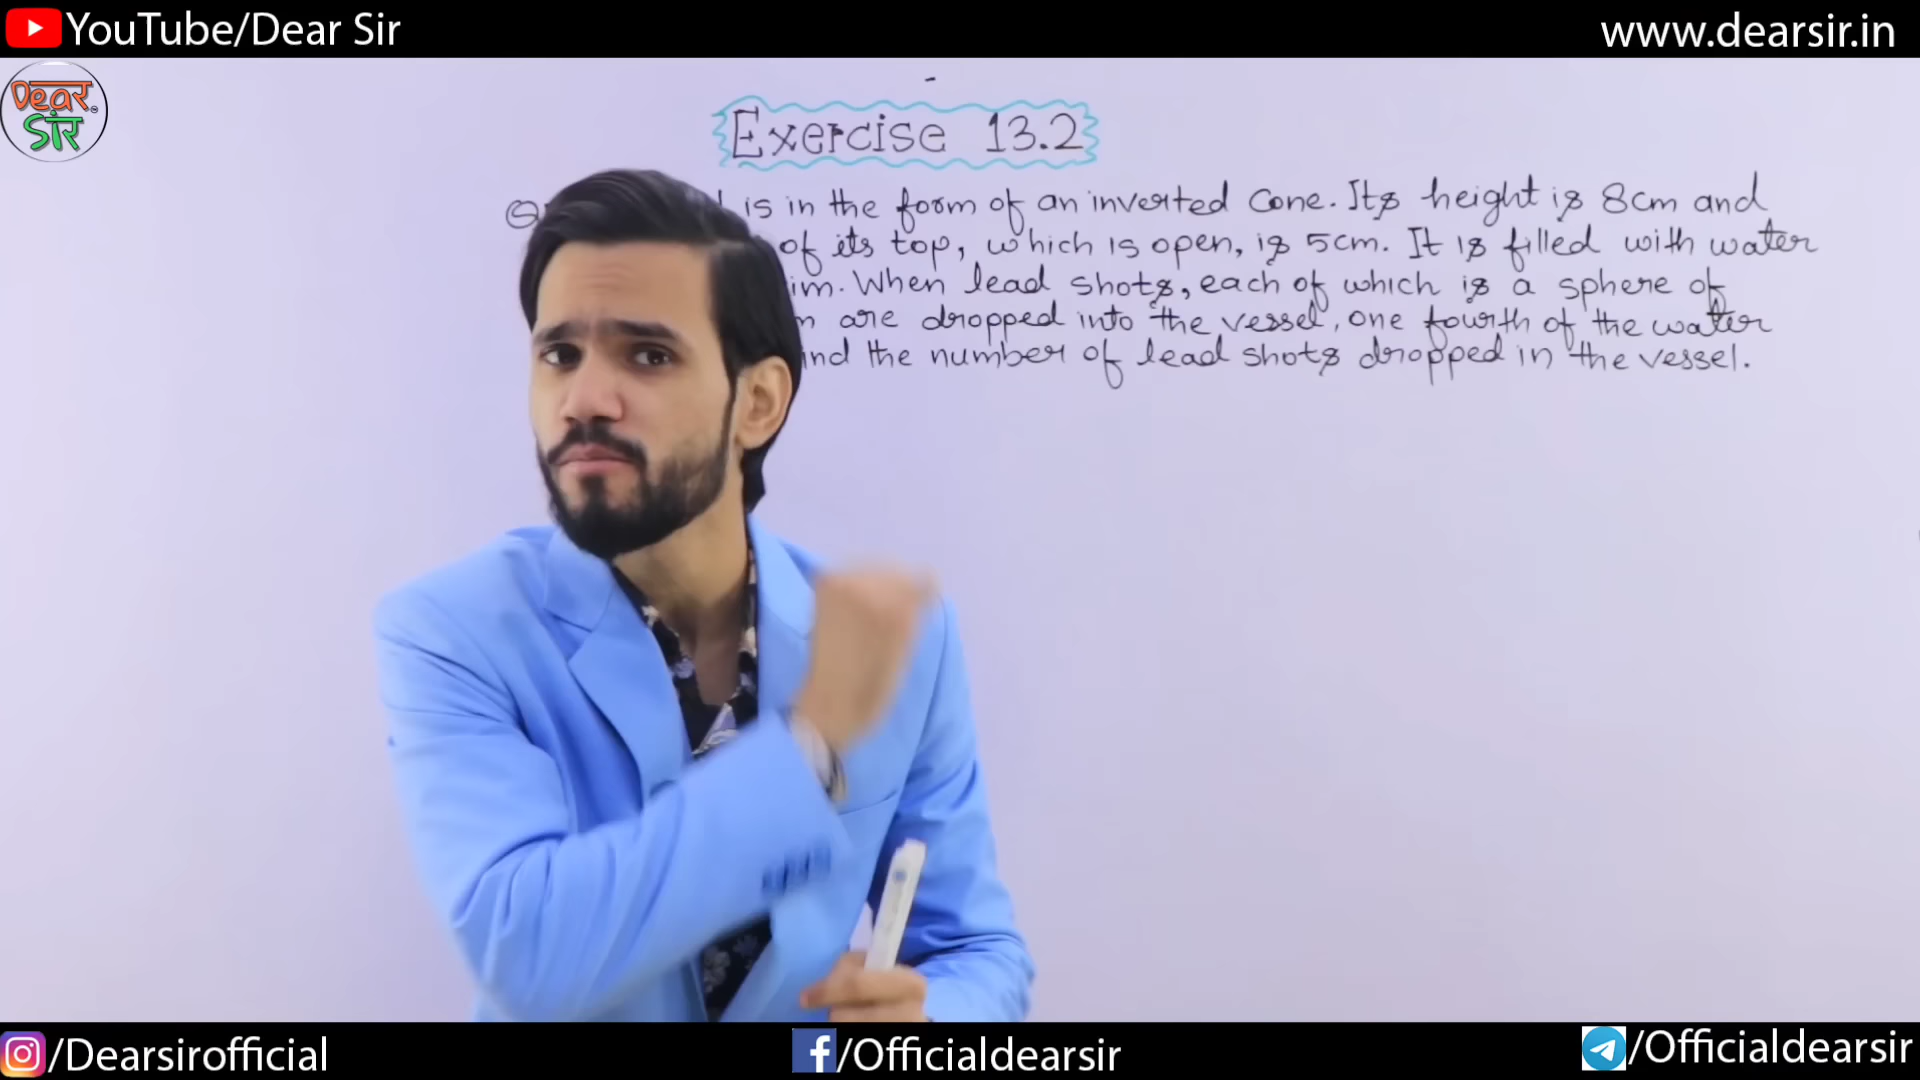 YouTube/Dear Sir
www.dearsir.in
Dear
सिर
Exercise 13.2
is in the form of an inverted Cone. Its height is 8cm and
of its top, which is open, is 5cm. It is filled with water
When lead shots, each of which is a sphere of
are dropped into the vessel, one fourth of the water
the number of lead shots dropped in the vessel.
/Dearsirofficial
/Officialdearsir
/Officialdearsir